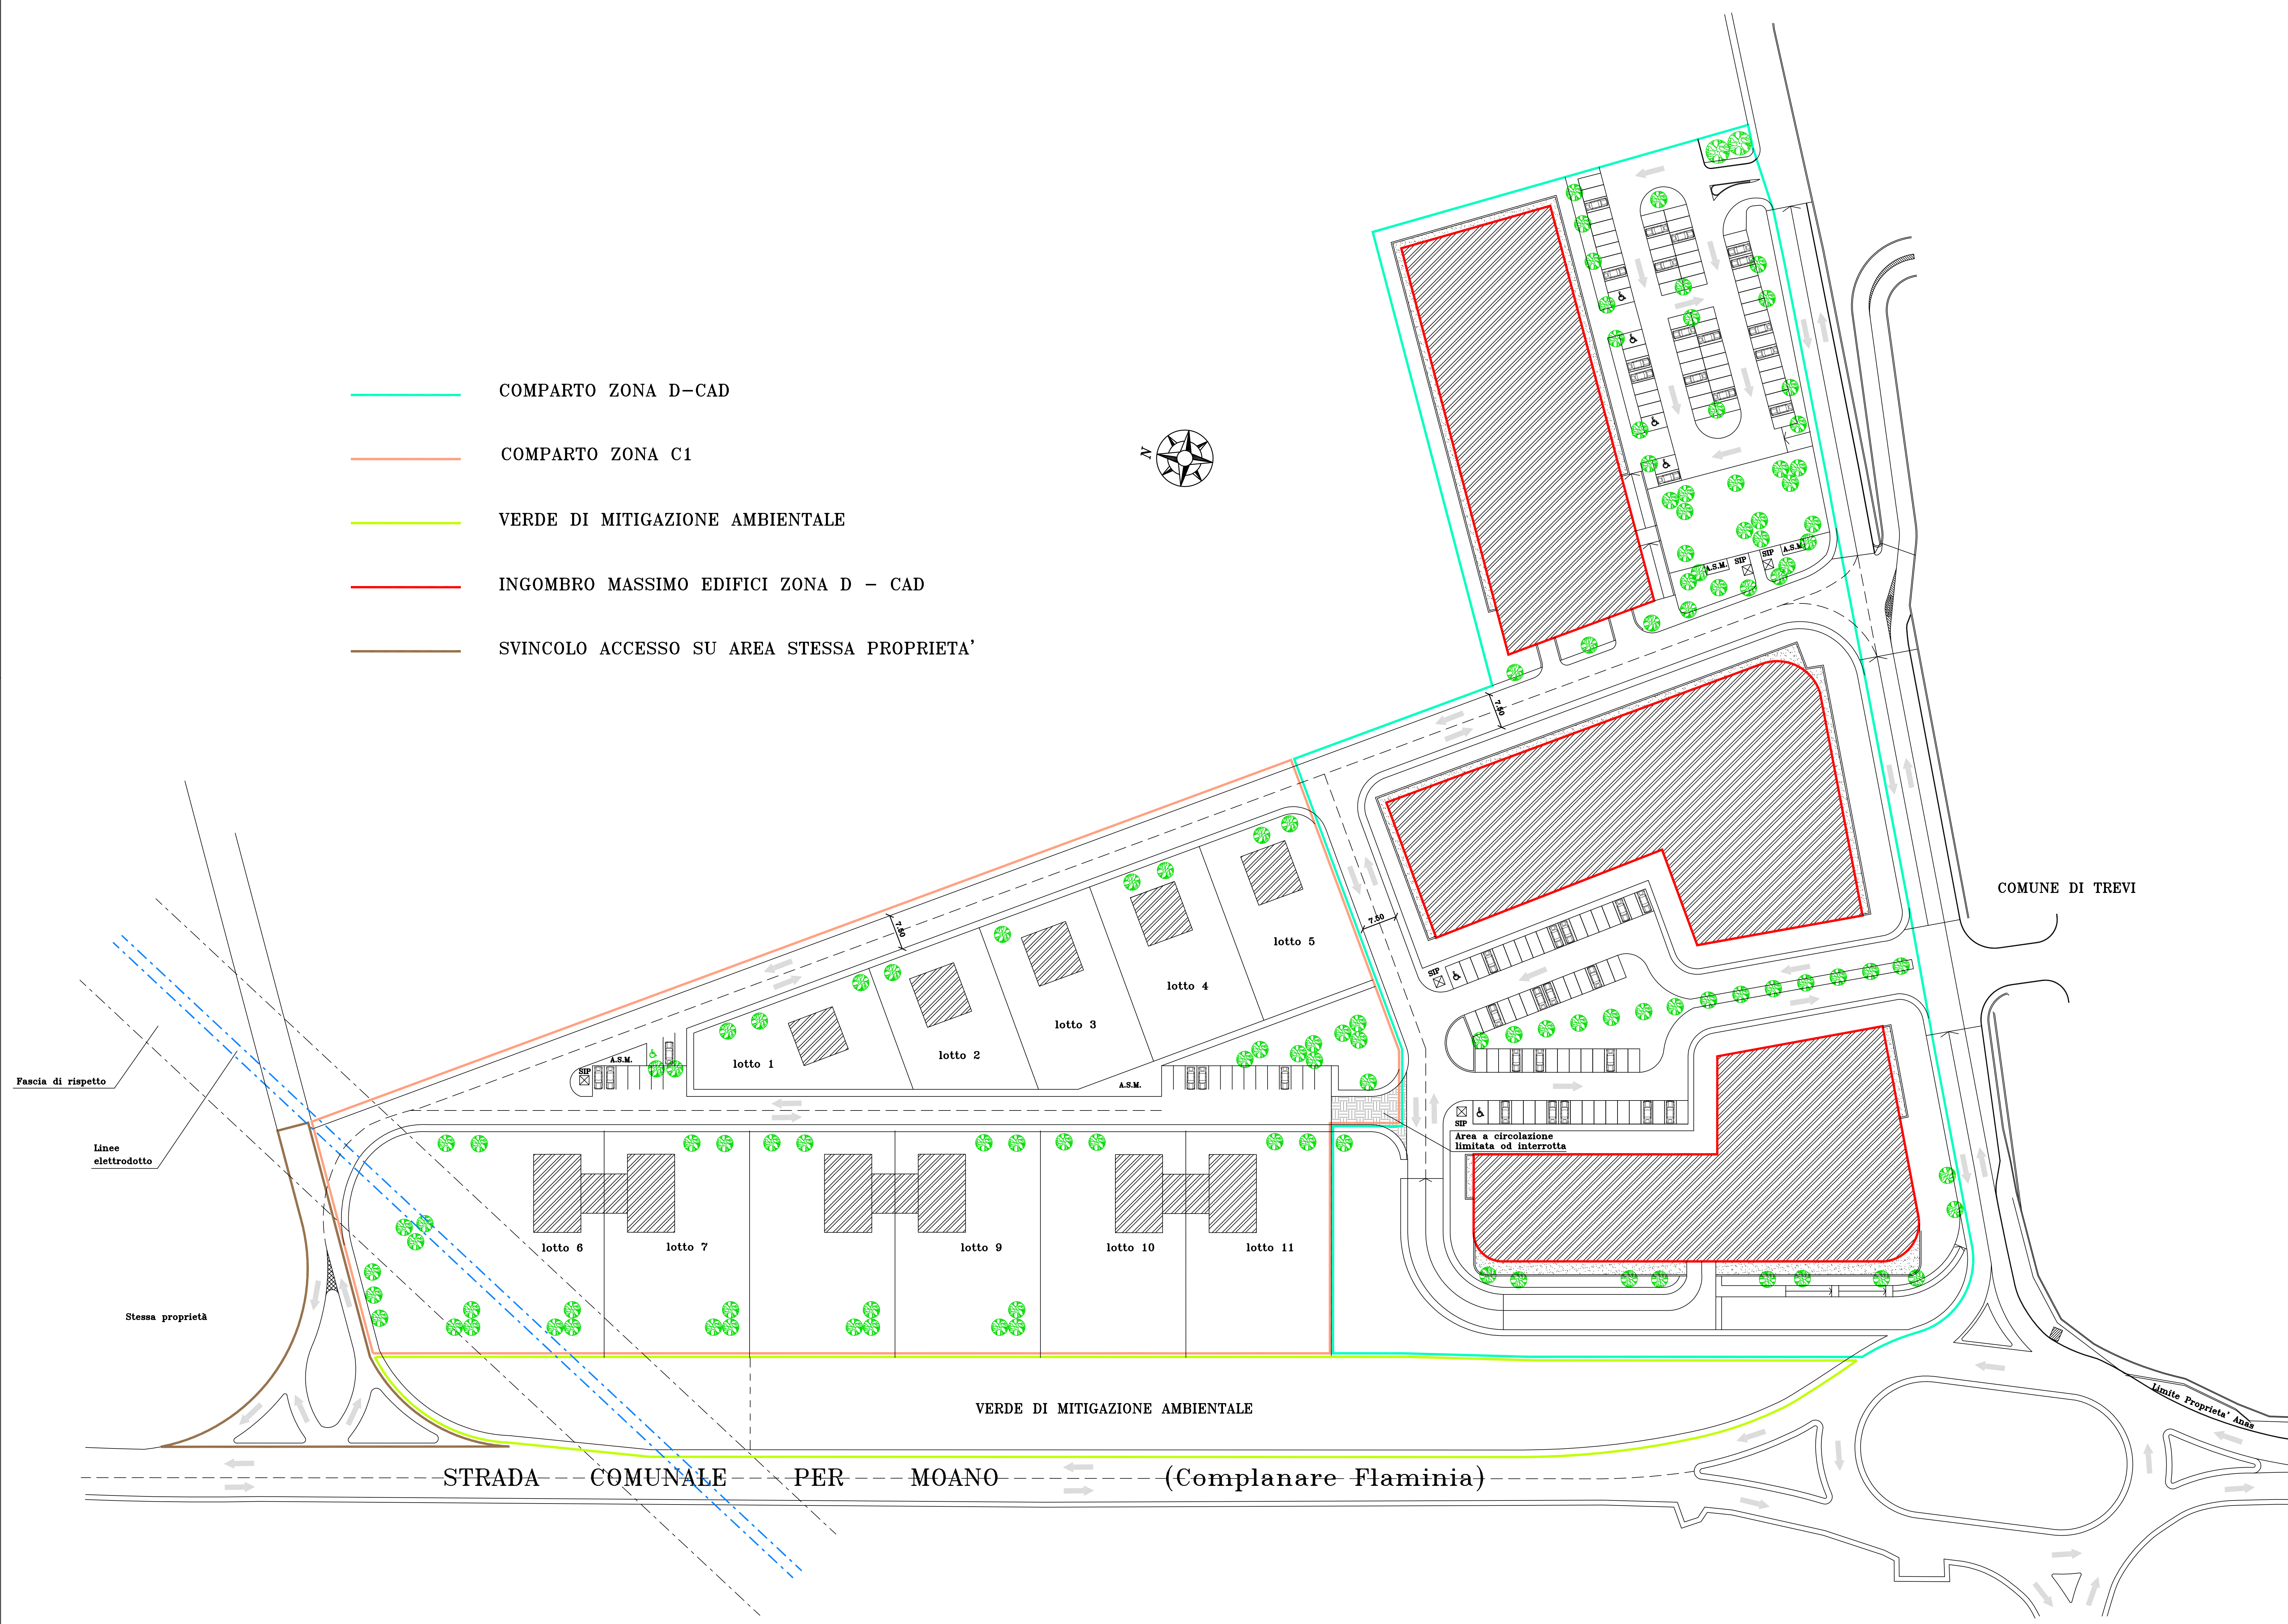 COMPARTO ZONA D-CAD
COMPARTO ZONA C1
VERDE DI MITIGAZIONE AMBIENTALE
INGOMBRO MASSIMO EDIFICI ZONA D - CAD
SVINCOLO ACCESSO SU AREA STESSA PROPRIETA'
N
A.S.M.
SIP
SIP
A.S.M.
7.50
COMUNE DI TREVI
7.50
7.50
lotto 5
lotto 4
lotto 3
lotto 2
lotto 1
SIP
A.S.M.
SIP
A.S.M.
Fascia di rispetto
Linee
elettrodotto
SIP
Area a circolazione
limitata od interrotta
lotto 6
lotto 7
lotto 9
lotto 10
lotto 11
Stessa proprietà
VERDE DI MITIGAZIONE AMBIENTALE
Limite Proprieta' Anas
STRADA COMUNALE PER MOANO (Complanare Flaminia)